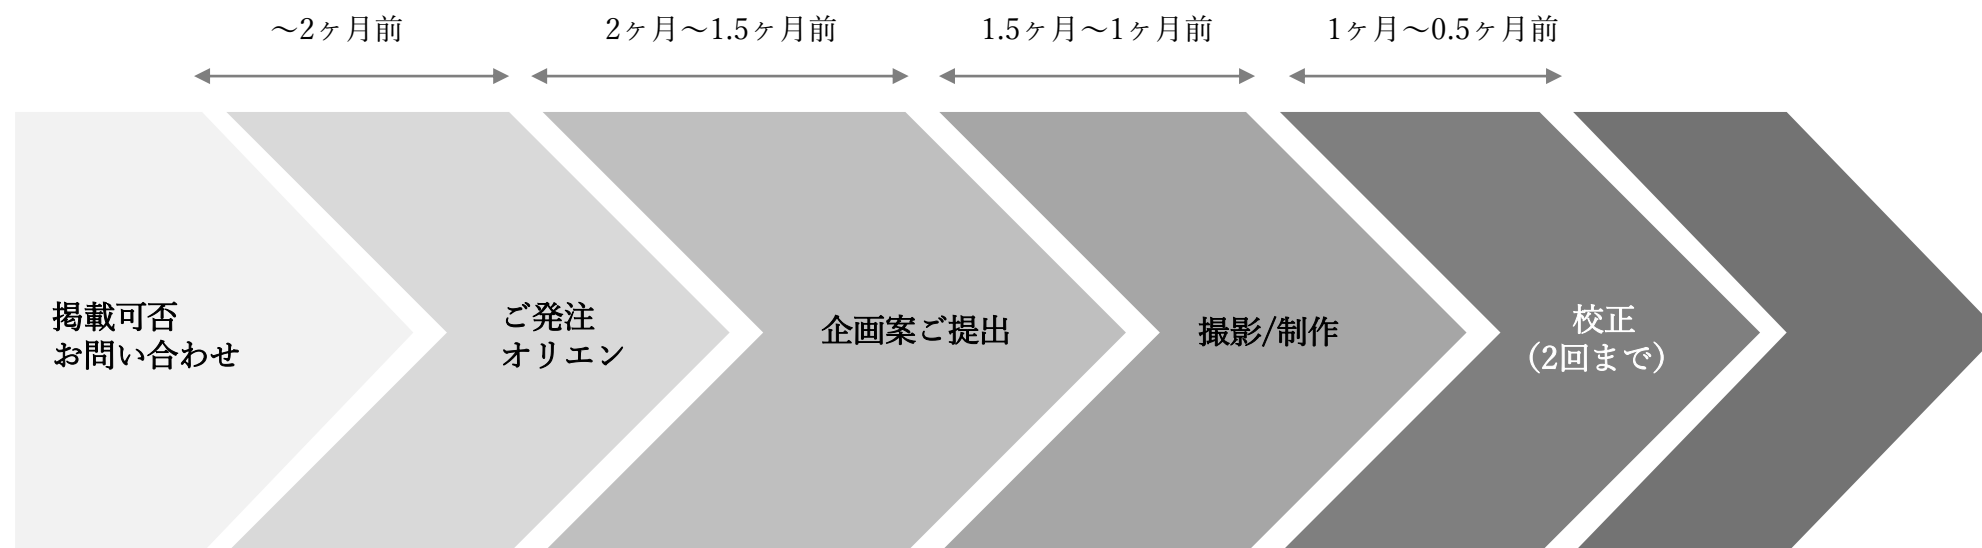 ～2ヶ月前
2ヶ月～1.5ヶ月前
1.5ヶ月～1ヶ月前
1ヶ月～0.5ヶ月前
掲載可否
お問い合わせ
ご発注
オリエン
企画案ご提出
撮影/制作
校正
（2回まで）